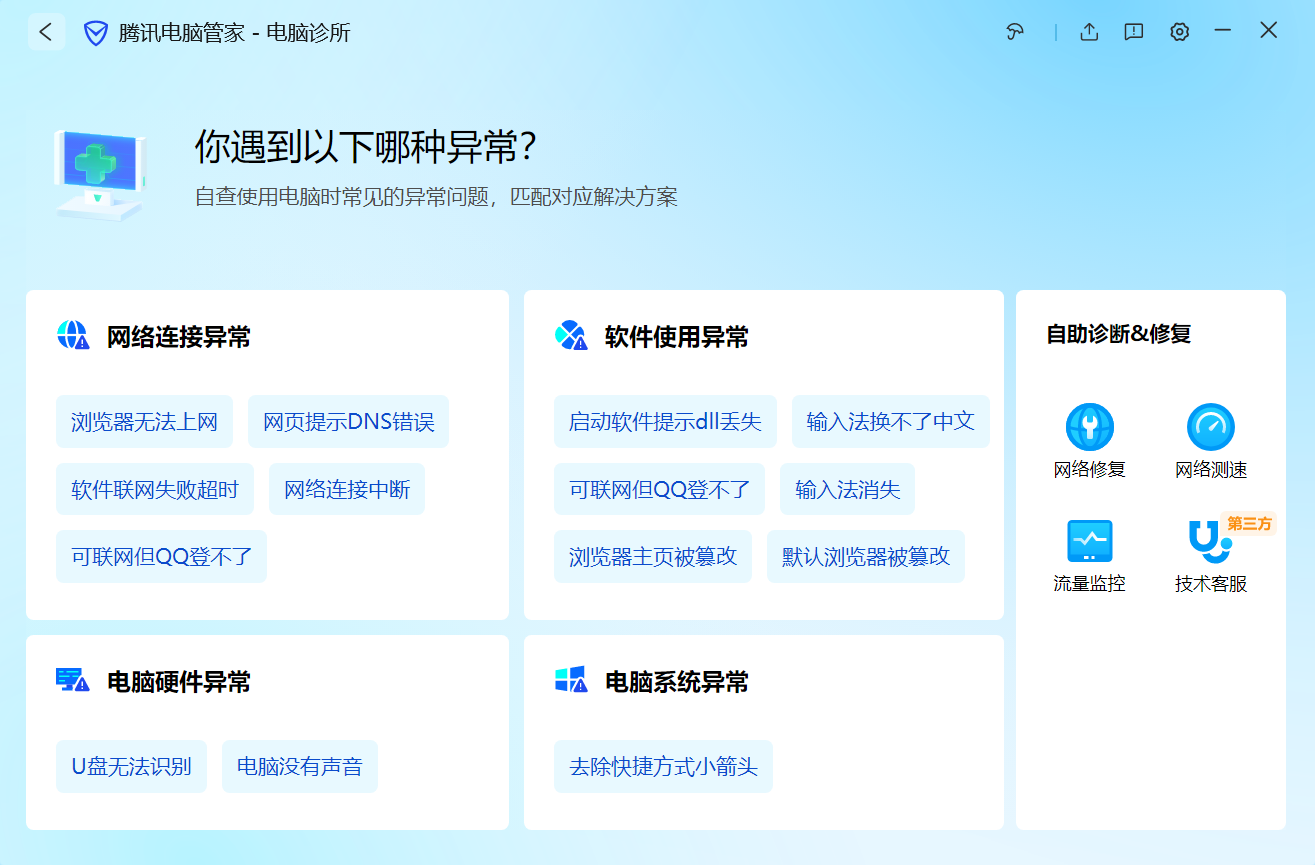 腾讯电脑管家 - 电脑诊所
你遇到以下哪种异常？
自查使用电脑时常见的异常问题，匹配对应解决方案
网络连接异常
浏览器无法上网
网页提示DNS错误
软件联网失败超时
网络连接中断
可联网但QQ登不了
软件使用异常
启动软件提示dll丢失
输入法换不了中文
可联网但QQ登不了
输入法消失
浏览器主页被篡改
默认浏览器被篡改
自助诊断&修复
网络修复
网络测速
流量监控
第三方
技术客服
电脑硬件异常
U盘无法识别
电脑没有声音
电脑系统异常
去除快捷方式小箭头